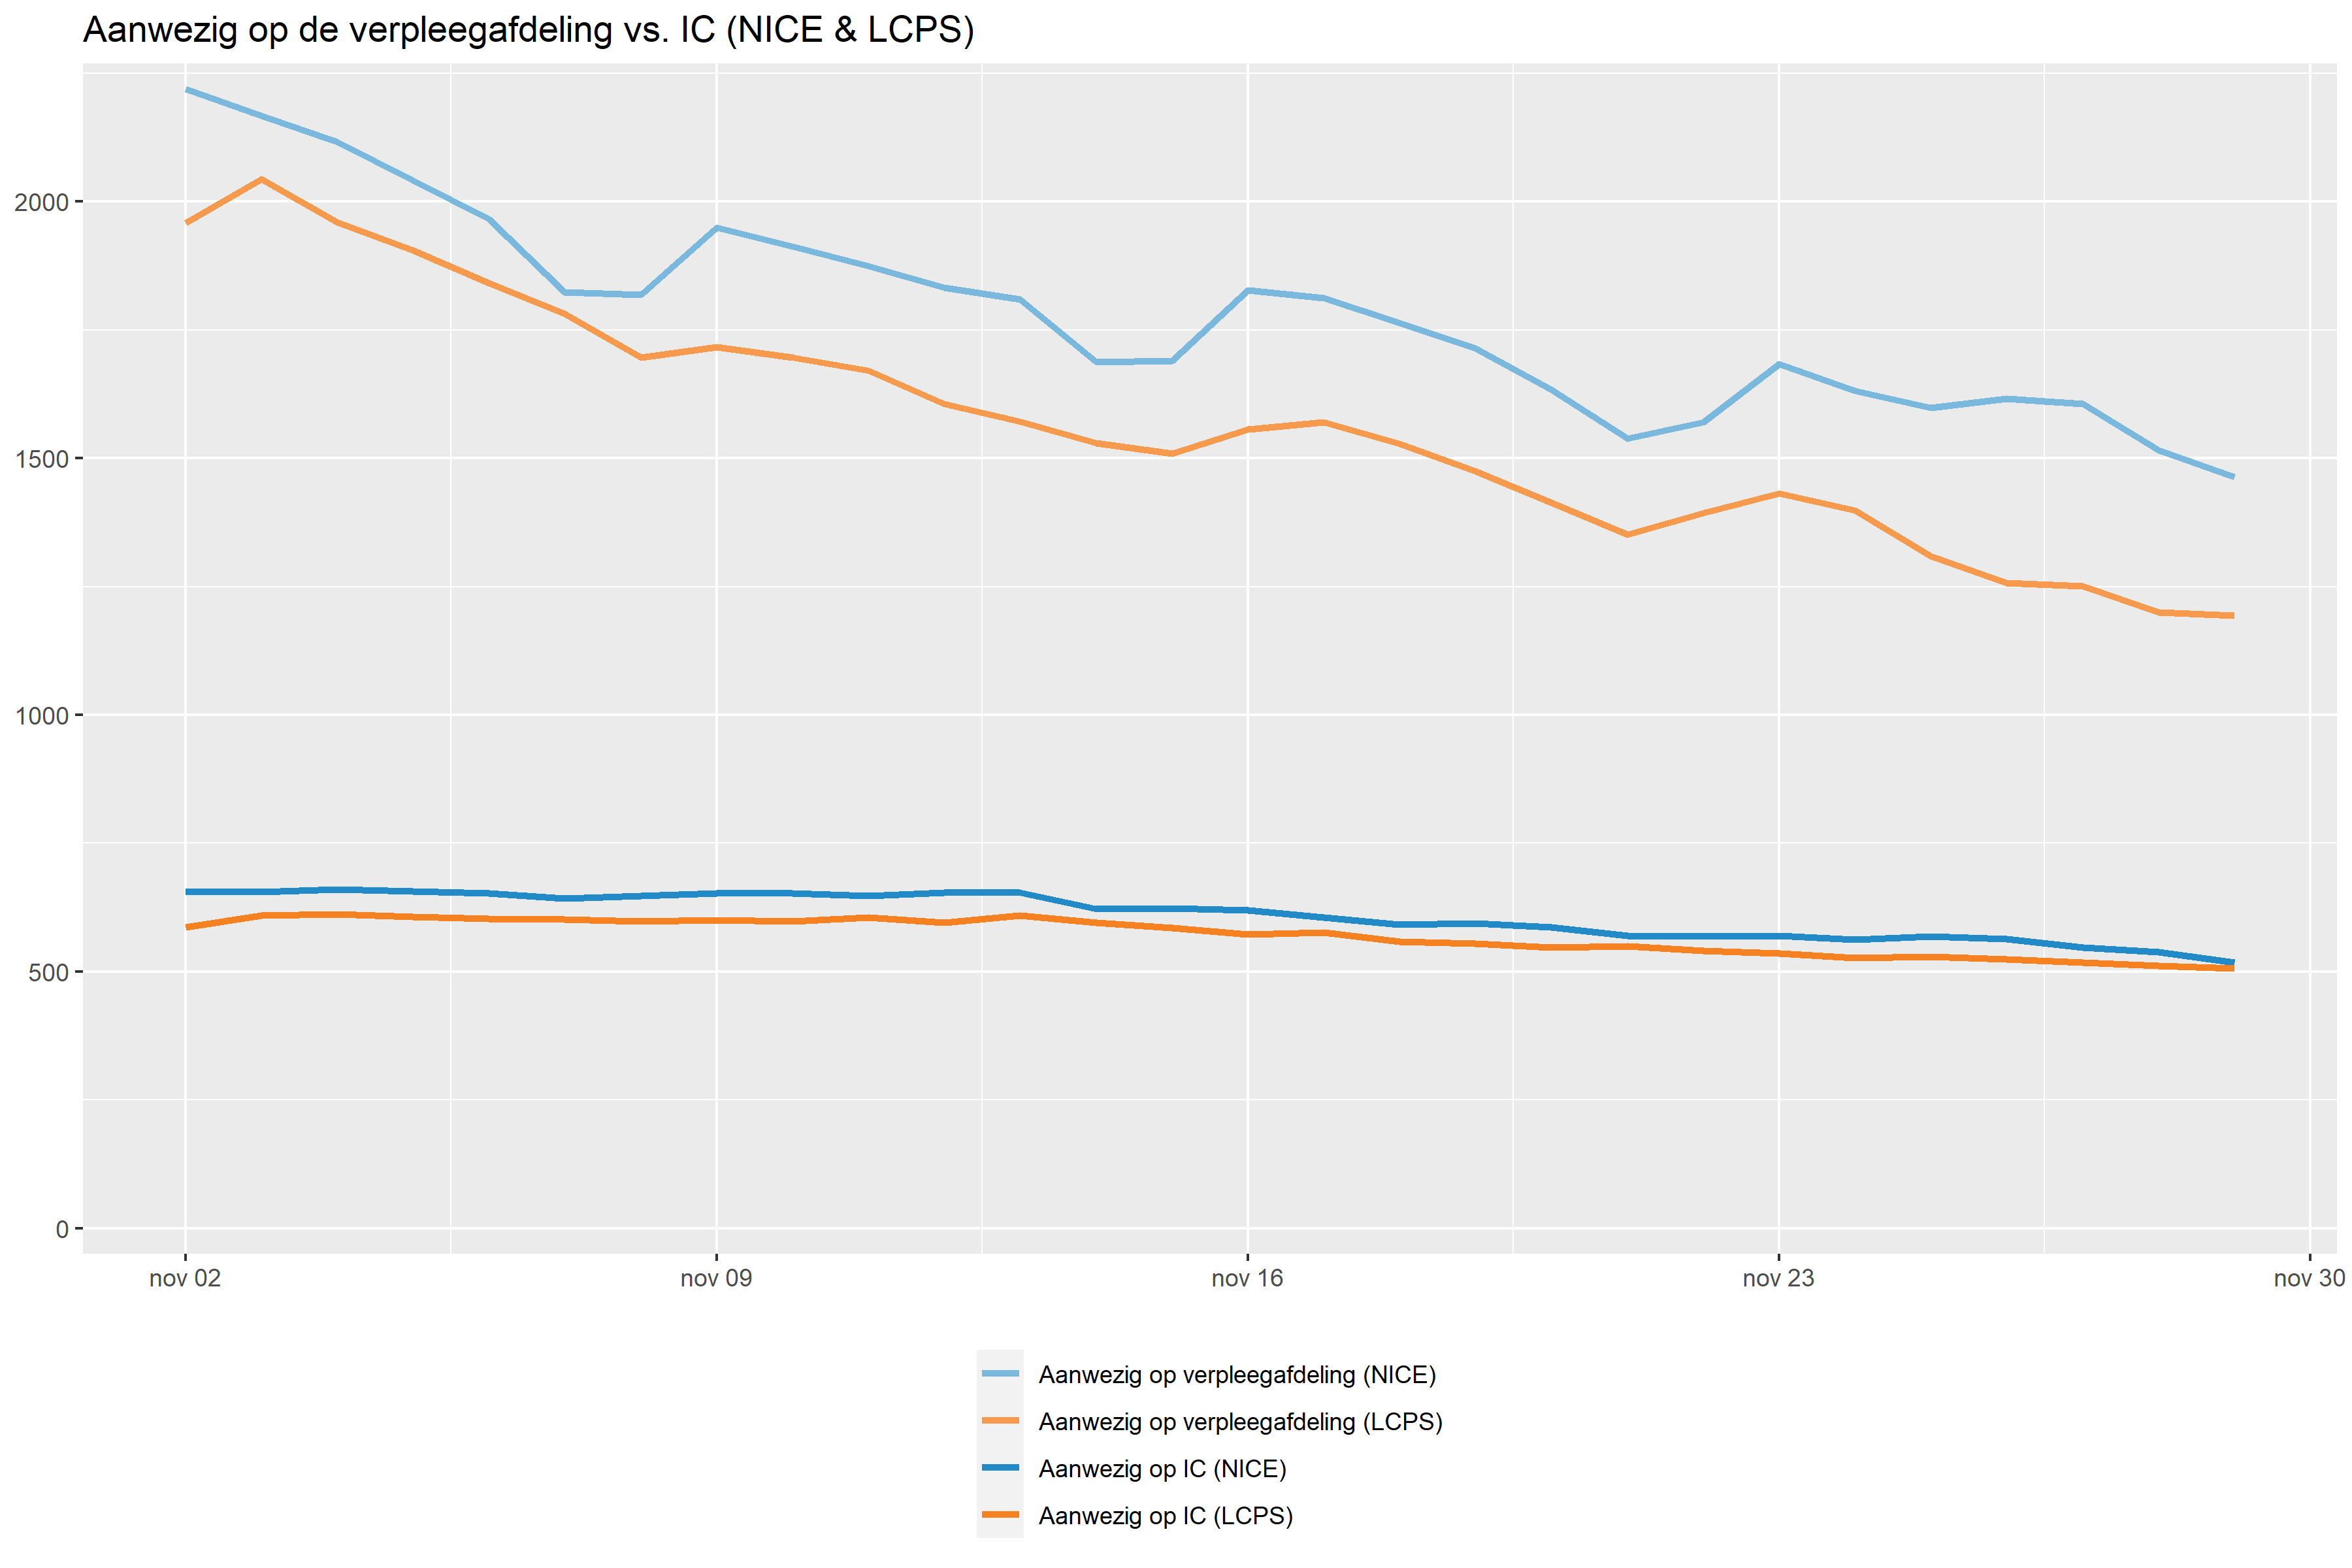 Aanwezig op de verpleegafdeling vs. IC (NICE & LCPS)
2000
1500
1000
500
0
nov 02 nov 09 nov 16 nov 23 nov 30
Aanwezig op verpleegafdeling (NICE)
Aanwezig op verpleegafdeling (LCPS)
Aanwezig op IC (NICE)
Aanwezig op IC (LCPS)